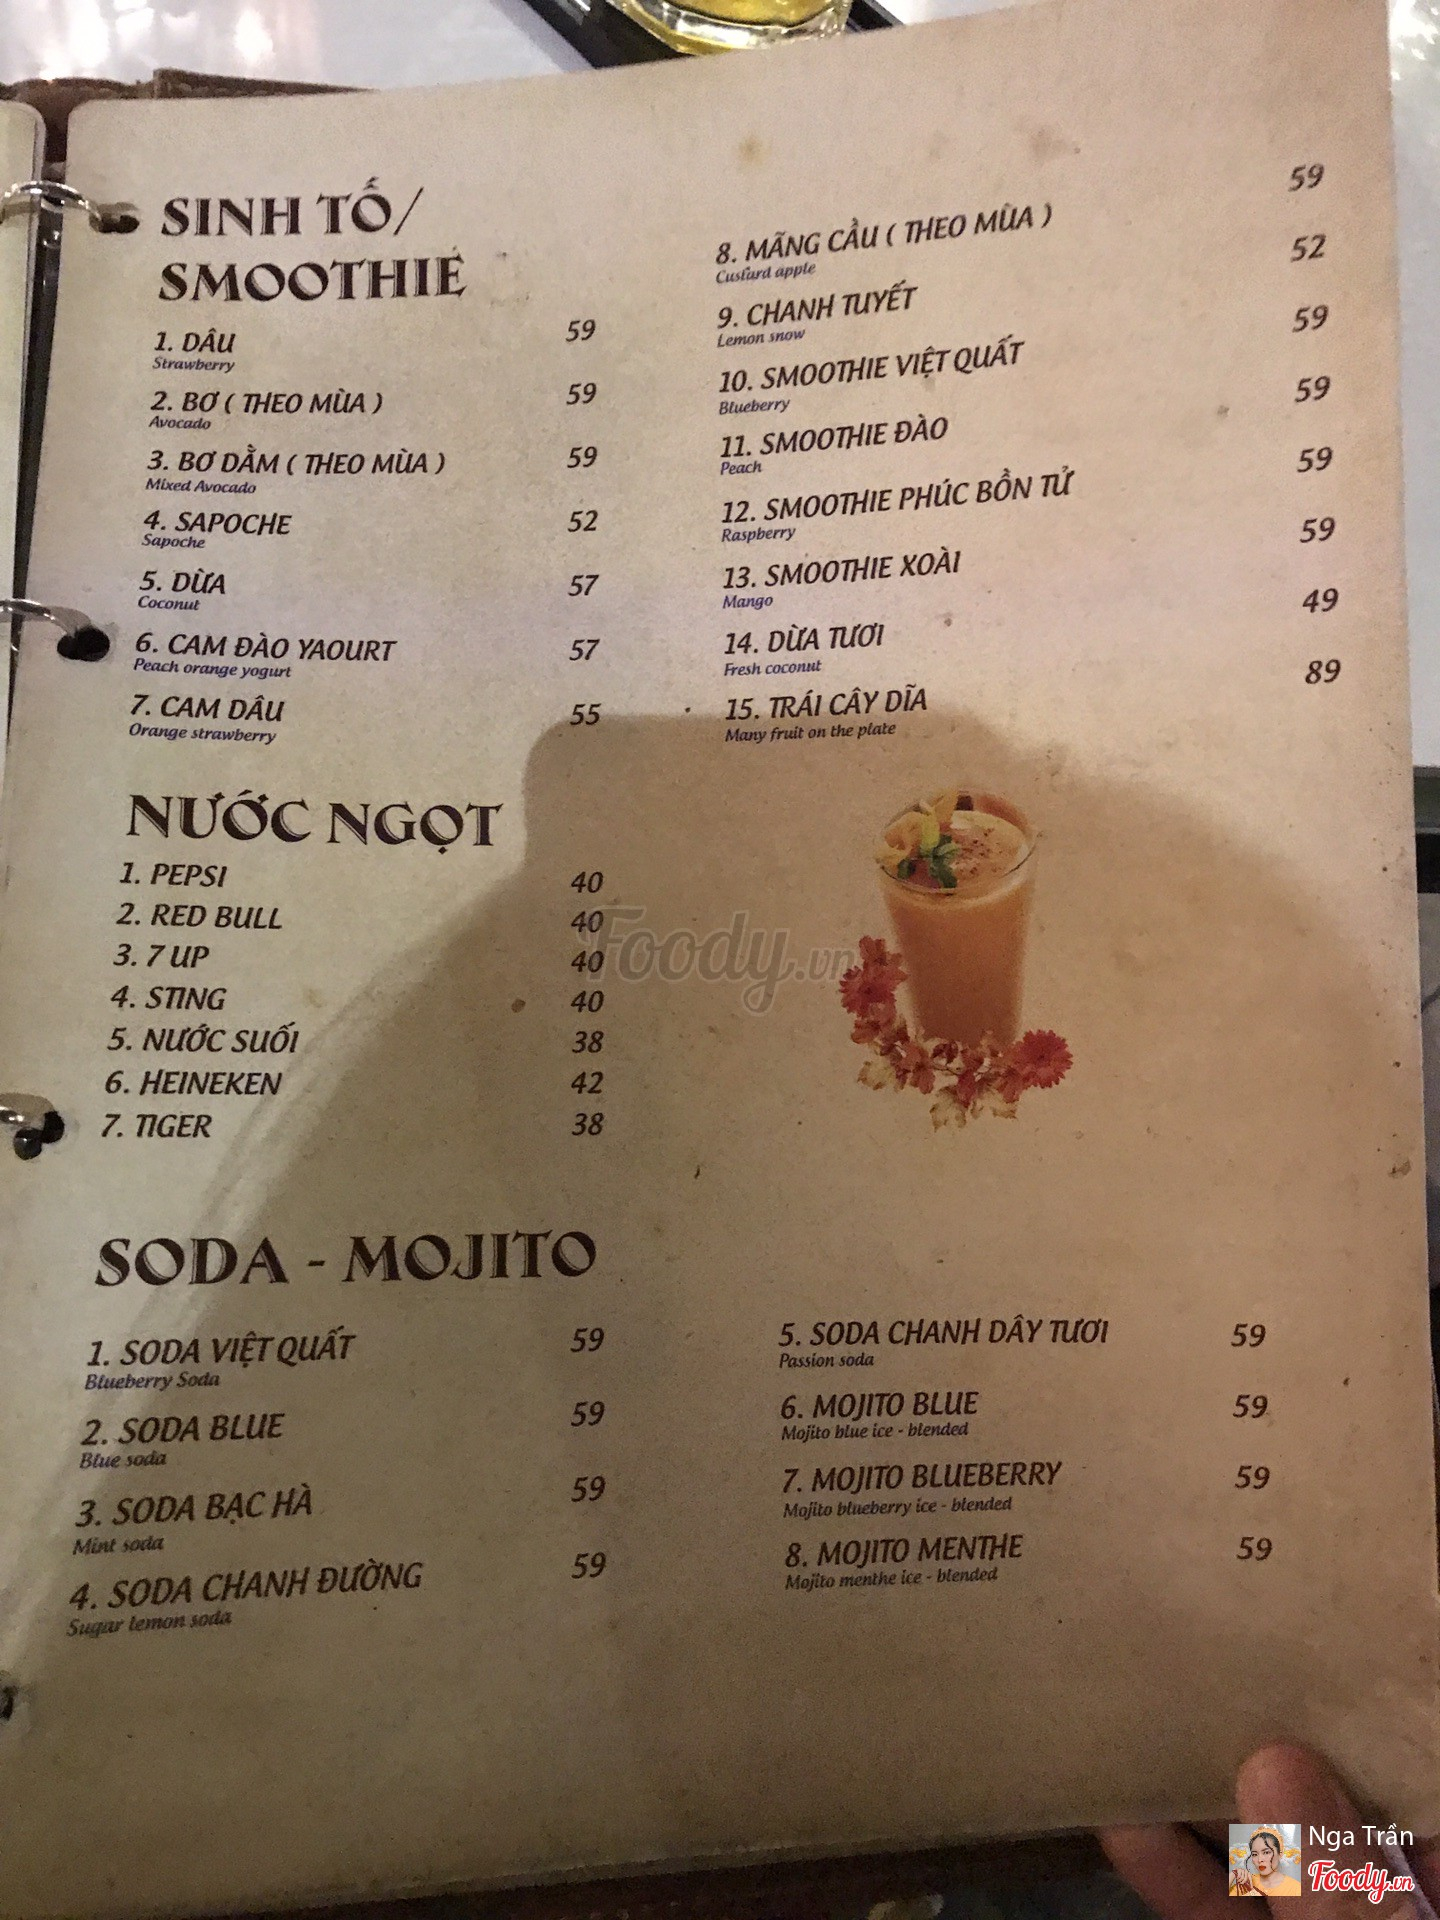 SINH TỐ/
SMOOTHIE
1. DÂU 59
Strawberry
2. BƠ ( THEO MÙA ) 59
Avocado
3. BƠ DẰM ( THEO MÙA ) 59
Mixed Avocado
4. SAPOCHE 52
Sapoche
5. DỪA 57
Coconut
6. CAM ĐÀO YAOURT 57
Peach orange yogurt
7. CAM DÂU 55
Orange strawberry
8. MÃNG CẦU ( THEO MÙA ) 59
Custard apple
9. CHANH TUYẾT 52
Lemon snow
10. SMOOTHIE VIỆT QUẤT 59
Blueberry
11. SMOOTHIE ĐÀO 59
Peach
12. SMOOTHIE PHÚC BỒN TỬ 59
Raspberry
13. SMOOTHIE XOÀI 59
Mango
14. DỪA TƯƠI 49
Fresh coconut
15. TRÁI CÂY DĨA 89
Many fruit on the plate
NƯỚC NGỌT
1. PEPSI 40
2. RED BULL 40
3. 7 UP 40
4. STING 40
5. NƯỚC SUỐI 38
6. HEINEKEN 42
7. TIGER 38
Foody.vn
SODA - MOJITO
1. SODA VIỆT QUẤT 59
Blueberry Soda
2. SODA BLUE 59
Blue soda
3. SODA BẠC HÀ 59
Mint soda
4. SODA CHANH ĐƯỜNG 59
Sugar lemon soda
5. SODA CHANH DÂY TƯƠI 59
Passion soda
6. MOJITO BLUE 59
Mojito blue ice - blended
7. MOJITO BLUEBERRY 59
Mojito blueberry ice - blended
8. MOJITO MENTHE 59
Mojito menthe ice - blended
Nga Trần
Foody.vn